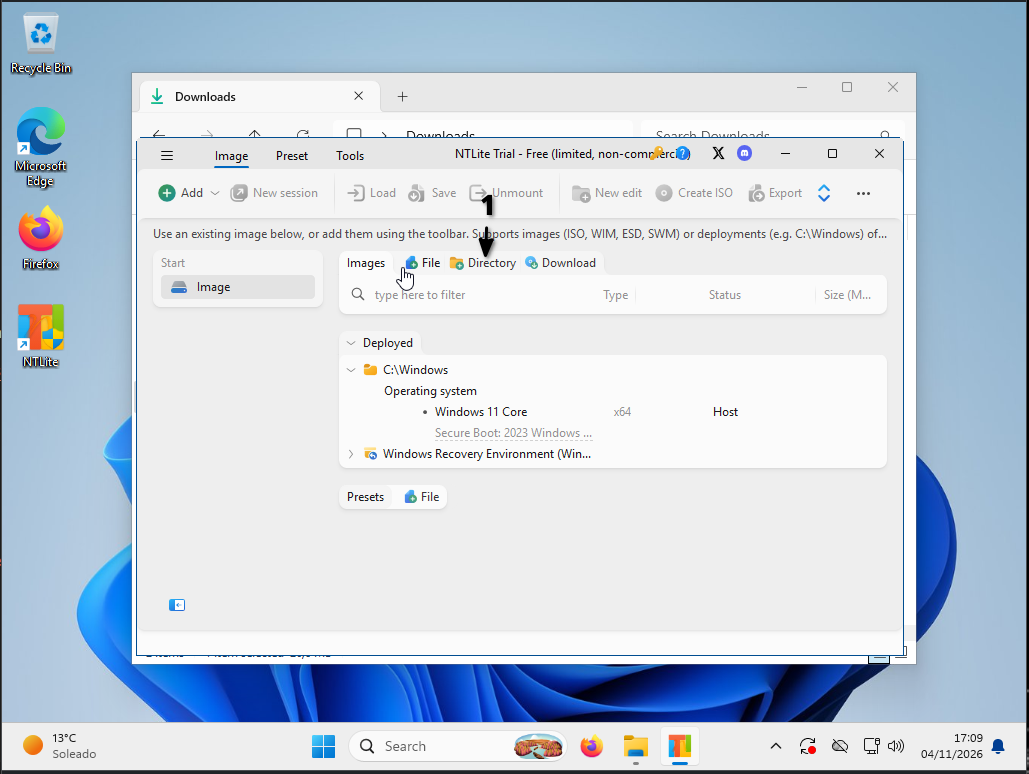 Recycle Bin
Microsoft
Edge
Firefox
NTLite
Downloads
Downloads
Search Downloads
Image
Preset
Tools
NTLite Trial - Free (limited, non-commerci
Add
New session
Load
Save
Unmount
New edit
Create ISO
Export
1
Use an existing image below, or add them using the toolbar. Supports images (ISO, WIM, ESD, SWM) or deployments (e.g. C:\Windows) of...
Start
Image
Images
File
Directory
Download
type here to filter
Type
Status
Size (M...
Deployed
C:\Windows
Operating system
Windows 11 Core
x64
Host
Secure Boot: 2023 Windows ...
Windows Recovery Environment (Win...
Presets
File
13°C
Soleado
Search
17:09
04/11/2026